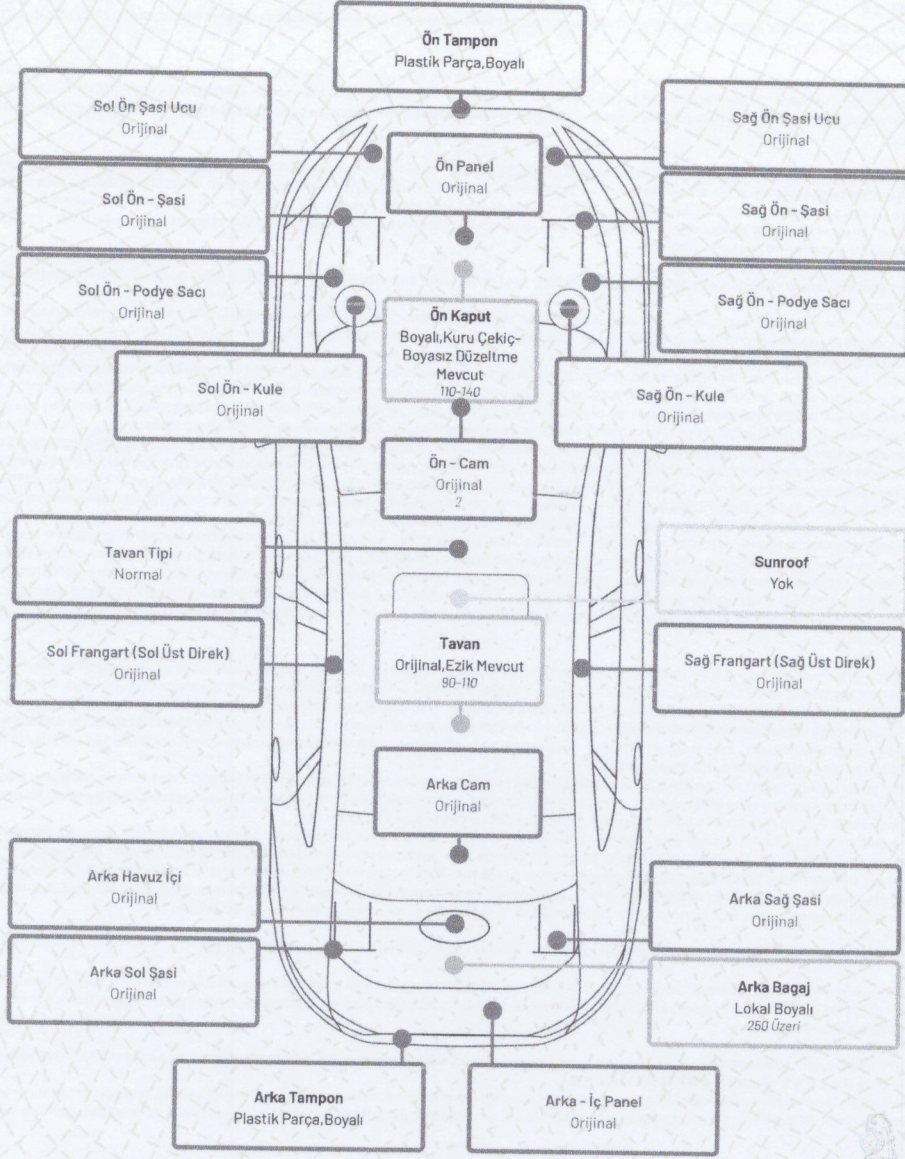 Ön Tampon
Plastik Parça,Boyalı
Sol Ön Şasi Ucu
Orijinal
Sağ Ön Şasi Ucu
Orijinal
Ön Panel
Orijinal
Sol Ön - Şasi
Orijinal
Sağ Ön - Şasi
Orijinal
Sol Ön - Podye Sacı
Orijinal
Sağ Ön - Podye Sacı
Orijinal
Ön Kaput
Boyalı,Kuru Çekiç-
Boyasız Düzeltme
Mevcut
110-140
Sol Ön - Kule
Orijinal
Sağ Ön - Kule
Orijinal
Ön - Cam
Orijinal
2
Tavan Tipi
Normal
Sunroof
Yok
Sol Frangart (Sol Üst Direk)
Orijinal
Tavan
Orijinal,Ezik Mevcut
90-110
Sağ Frangart (Sağ Üst Direk)
Orijinal
Arka Cam
Orijinal
Arka Havuz İçi
Orijinal
Arka Sağ Şasi
Orijinal
Arka Sol Şasi
Orijinal
Arka Bagaj
Lokal Boyalı
250 Üzeri
Arka Tampon
Plastik Parça,Boyalı
Arka - İç Panel
Orijinal